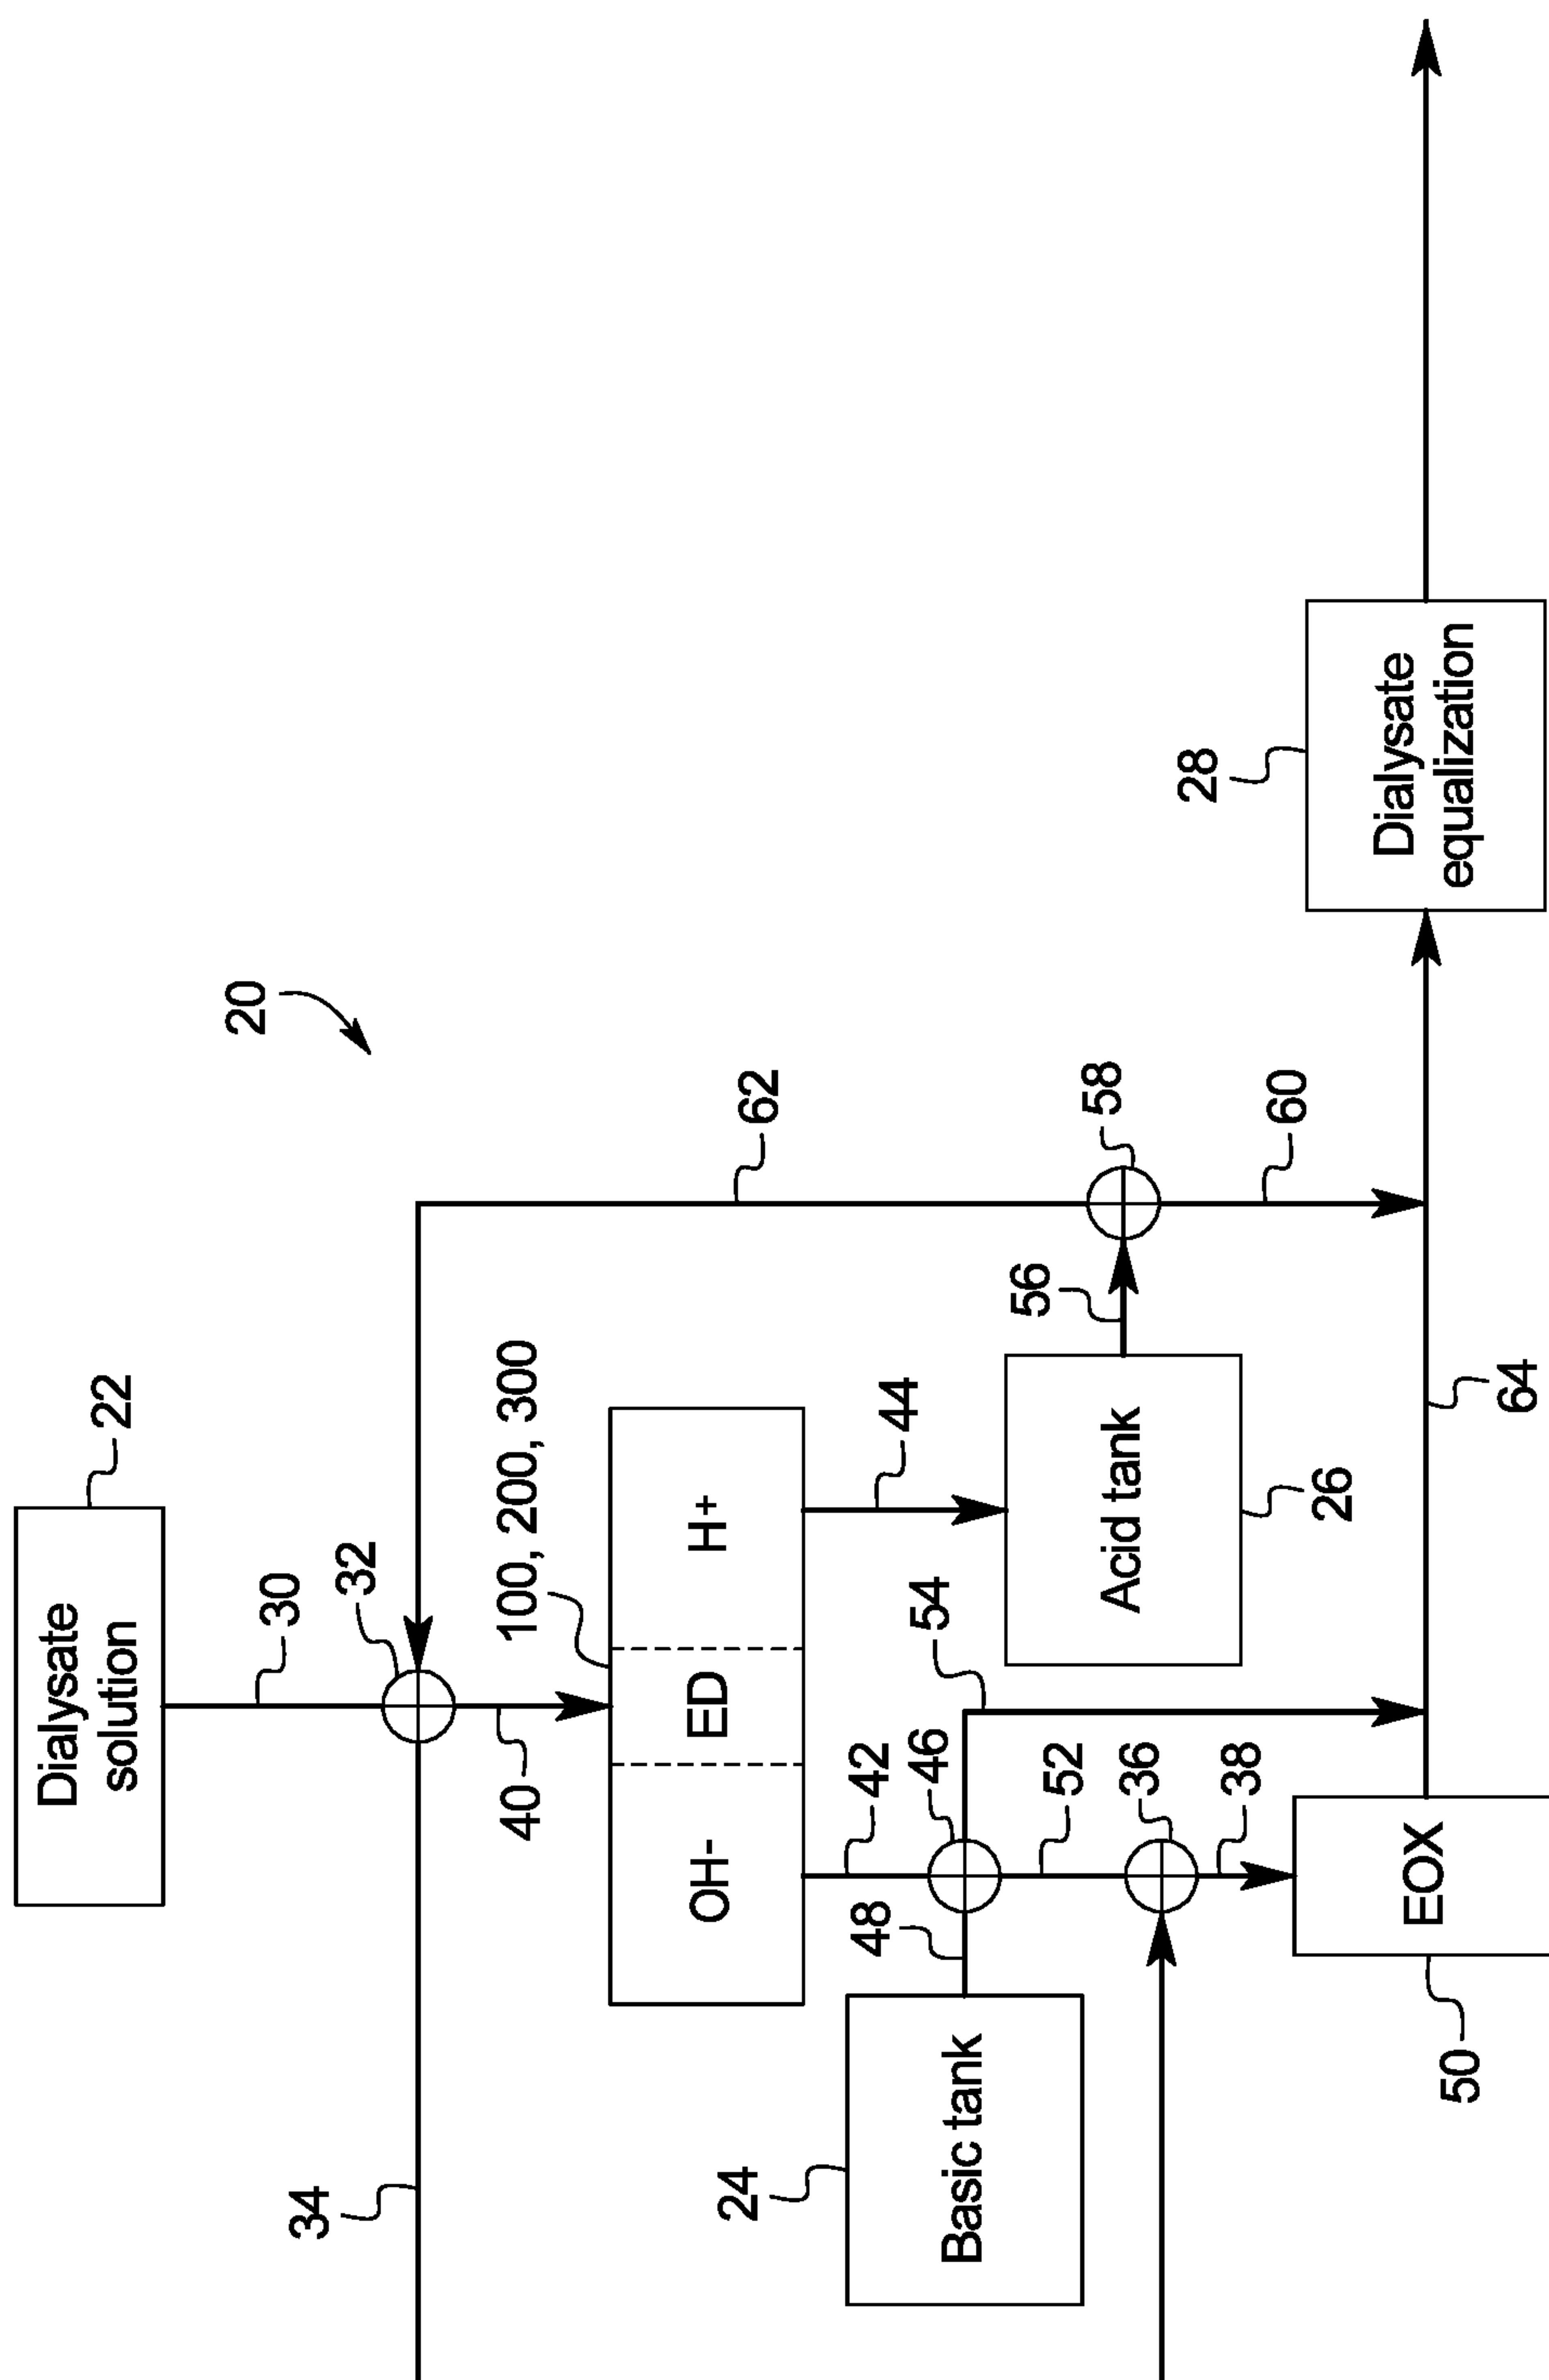 20
Dialysate
solution
22
30
32
34
62
40
100, 200, 300
OH-
ED
H+
42
44
46
48
24
Basic tank
54
52
36
38
Acid tank
26
56
58
60
EOX
50
64
28
Dialysate
equalization